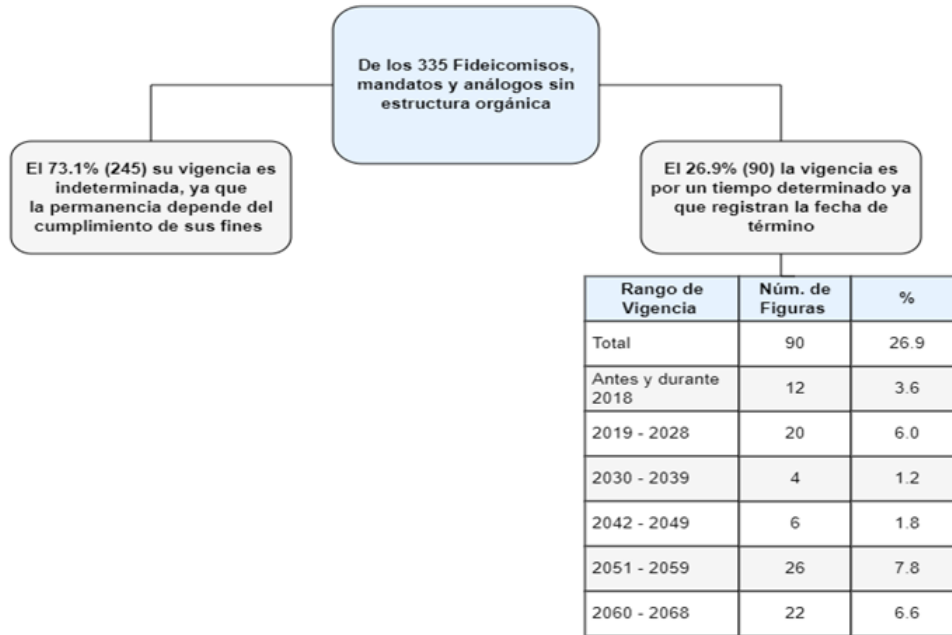 De los 335 Fideicomisos,
mandatos y análogos sin
estructura orgánica
El 73.1% (245) su vigencia es
indeterminada, ya que
la permanencia depende del
cumplimiento de sus fines
El 26.9% (90) la vigencia es
por un tiempo determinado ya
que registran la fecha de
término
Rango de Vigencia Núm. de Figuras %
Total 90 26.9
Antes y durante 2018 12 3.6
2019 - 2028 20 6.0
2030 - 2039 4 1.2
2042 - 2049 6 1.8
2051 - 2059 26 7.8
2060 - 2068 22 6.6